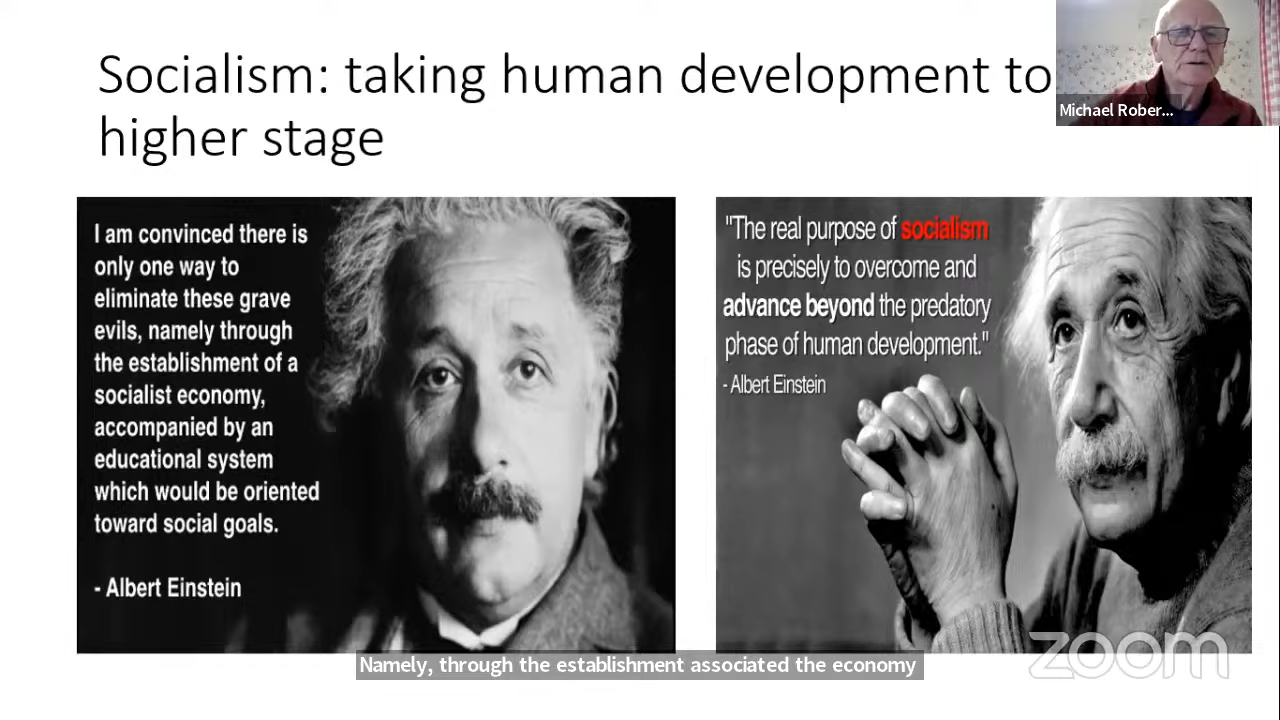 Socialism: taking human development to
higher stage
Michael Rober...
I am convinced there is
only one way to
eliminate these grave
evils, namely through
the establishment of a
socialist economy,
accompanied by an
educational system
which would be oriented
toward social goals.
- Albert Einstein
"The real purpose of socialism
is precisely to overcome and
advance beyond the predatory
phase of human development."
- Albert Einstein
zoom
Namely, through the establishment associated the economy